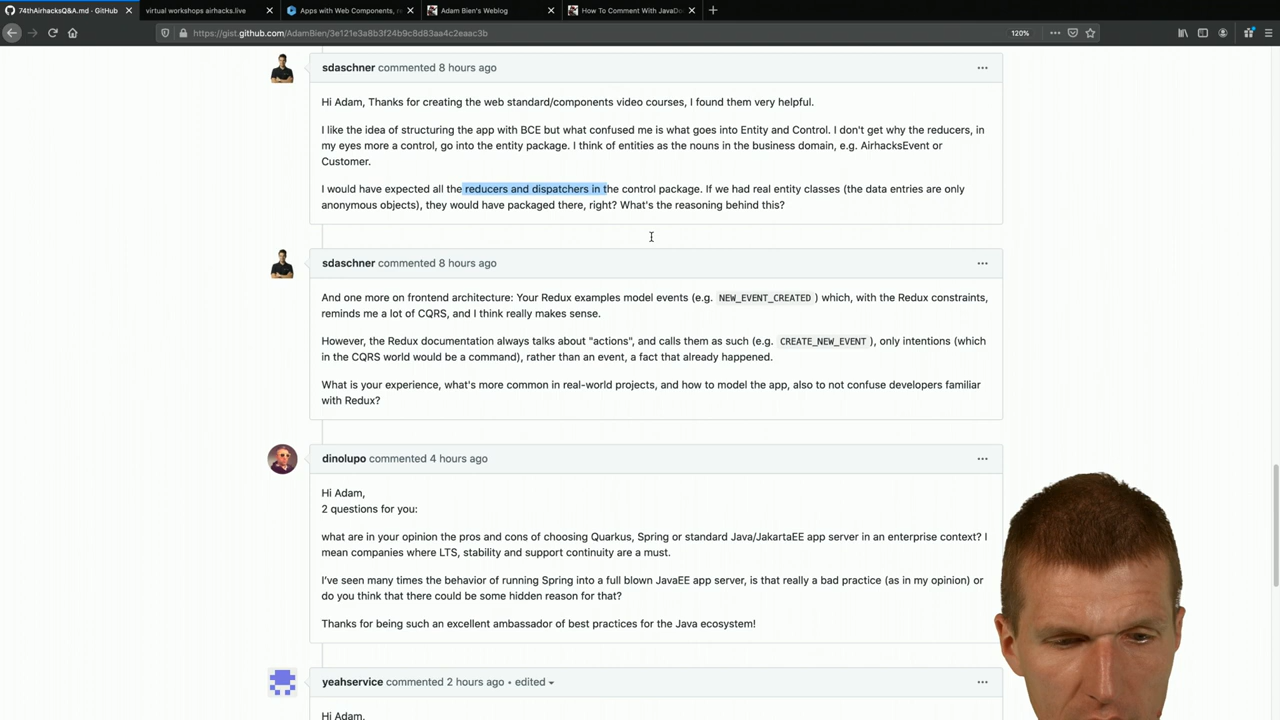 74thAirhacksQ&A.md · GitHub
virtual workshops airhacks.live
Apps with Web Components, r
Adam Bien's Weblog
How To Comment With JavaDo
https://gist.github.com/AdamBien/3e121e3a8b3f24b9c8d83aa4c2eaac3b
120%
sdaschner commented 8 hours ago
Hi Adam, Thanks for creating the web standard/components video courses, I found them very helpful.
I like the idea of structuring the app with BCE but what confused me is what goes into Entity and Control. I don't get why the reducers, in
my eyes more a control, go into the entity package. I think of entities as the nouns in the business domain, e.g. AirhacksEvent or
Customer.
I would have expected all the reducers and dispatchers in the control package. If we had real entity classes (the data entries are only
anonymous objects), they would have packaged there, right? What's the reasoning behind this?
sdaschner commented 8 hours ago
And one more on frontend architecture: Your Redux examples model events (e.g. NEW_EVENT_CREATED ) which, with the Redux constraints,
reminds me a lot of CQRS, and I think really makes sense.
However, the Redux documentation always talks about "actions", and calls them as such (e.g. CREATE_NEW_EVENT ), only intentions (which
in the CQRS world would be a command), rather than an event, a fact that already happened.
What is your experience, what's more common in real-world projects, and how to model the app, also to not confuse developers familiar
with Redux?
dinolupo commented 4 hours ago
Hi Adam,
2 questions for you:
what are in your opinion the pros and cons of choosing Quarkus, Spring or standard Java/JakartaEE app server in an enterprise context? I
mean companies where LTS, stability and support continuity are a must.
I've seen many times the behavior of running Spring into a full blown JavaEE app server, is that really a bad practice (as in my opinion) or
do you think that there could be some hidden reason for that?
Thanks for being such an excellent ambassador of best practices for the Java ecosystem!
yeahservice commented 2 hours ago • edited
Hi Adam,